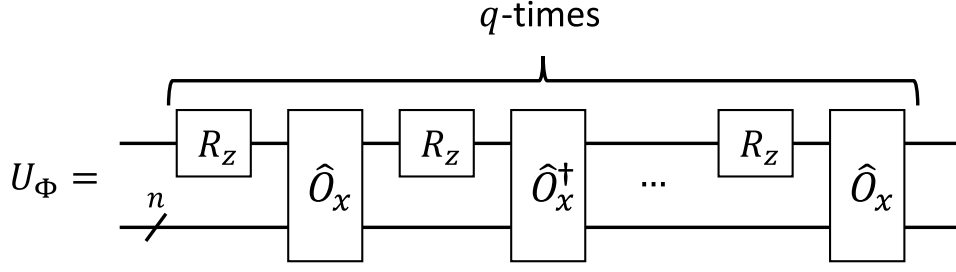 q-times
R_z R_z R_z
U_Φ = Ô_x Ô_x^† ... Ô_x
n